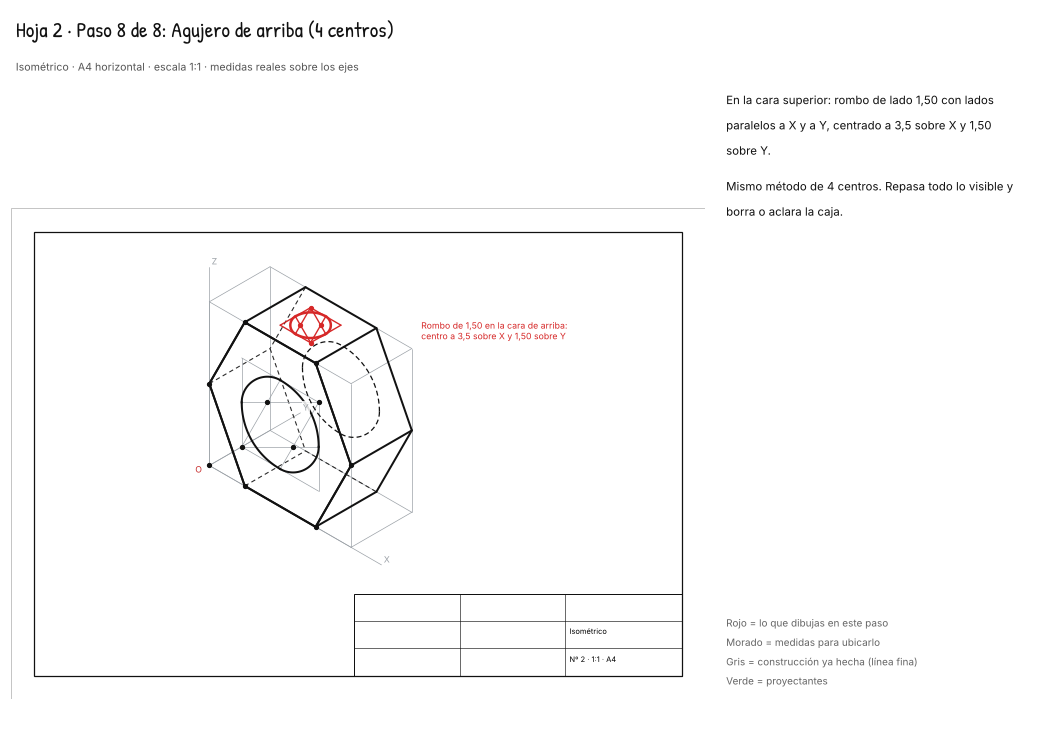 Hoja 2 · Paso 8 de 8: Agujero de arriba (4 centros)
Isométrico · A4 horizontal · escala 1:1 · medidas reales sobre los ejes
En la cara superior: rombo de lado 1,50 con lados
paralelos a X y a Y, centrado a 3,5 sobre X y 1,50
sobre Y.
Mismo método de 4 centros. Repasa todo lo visible y
borra o aclara la caja.
Z
Rombo de 1,50 en la cara de arriba:
centro a 3,5 sobre X y 1,50 sobre Y
Y
O
X
Isométrico
Nº 2 · 1:1 · A4
Rojo = lo que dibujas en este paso
Morado = medidas para ubicarlo
Gris = construcción ya hecha (línea fina)
Verde = proyectantes